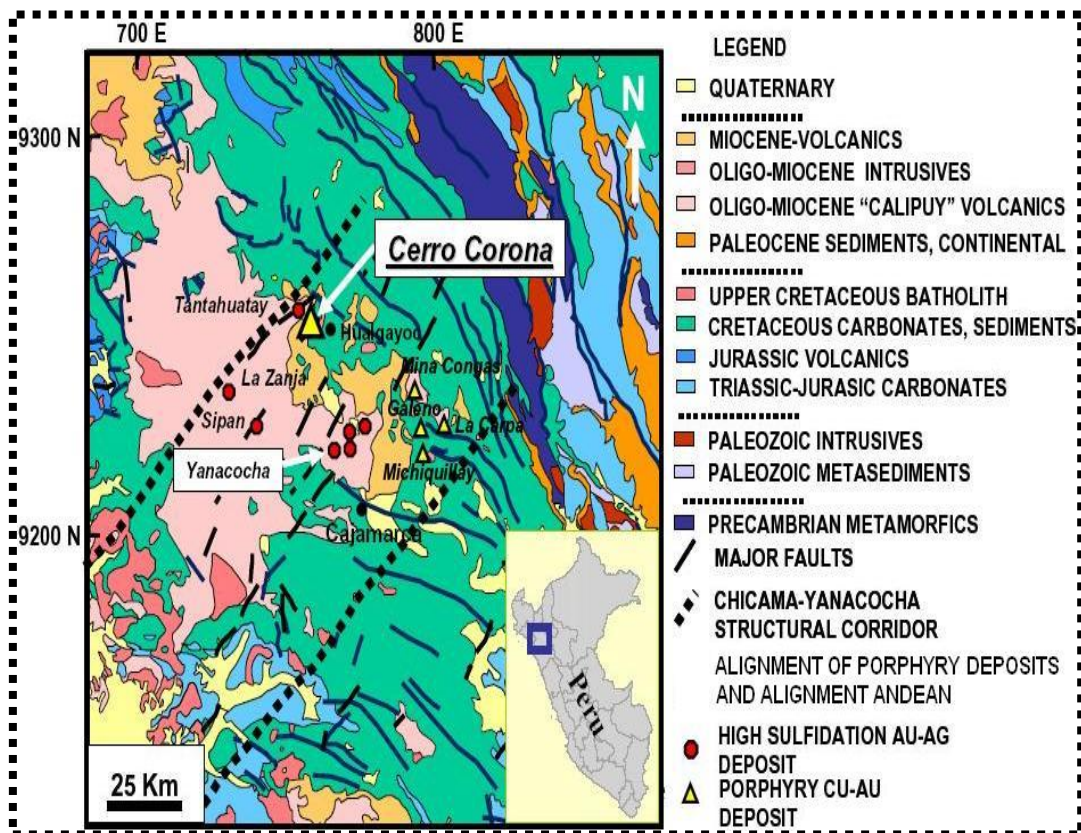 700 E
800 E
9300 N
9200 N
N
Cerro Corona
Tantahuatay
Hualgayoc
Mina Congas
La Zanja
Galeno
La Carpa
Sipan
Yanacocha
Michiquillay
Cajamarca
Peru
25 Km
LEGEND
QUATERNARY
MIOCENE-VOLCANICS
OLIGO-MIOCENE INTRUSIVES
OLIGO-MIOCENE “CALIPUY” VOLCANICS
PALEOCENE SEDIMENTS, CONTINENTAL
UPPER CRETACEOUS BATHOLITH
CRETACEOUS CARBONATES, SEDIMENTS
JURASSIC VOLCANICS
TRIASSIC-JURASIC CARBONATES
PALEOZOIC INTRUSIVES
PALEOZOIC METASEDIMENTS
PRECAMBRIAN METAMORFICS
MAJOR FAULTS
CHICAMA-YANACOCHA
STRUCTURAL CORRIDOR
ALIGNMENT OF PORPHYRY DEPOSITS
AND ALIGNMENT ANDEAN
HIGH SULFIDATION AU-AG
DEPOSIT
PORPHYRY CU-AU
DEPOSIT